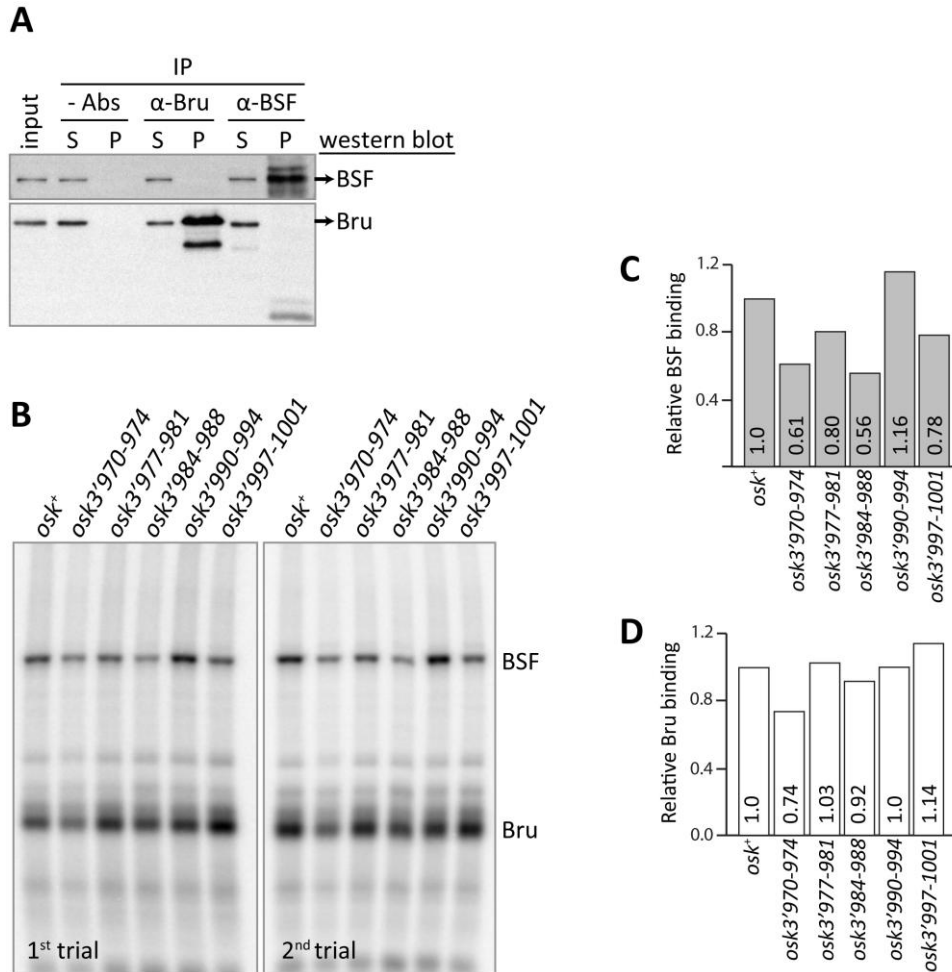 A
IP
input - Abs α-Bru α-BSF
S P S P S P western blot
BSF
Bru
B
osk⁺ osk3'970-974 osk3'977-981 osk3'984-988 osk3'990-994 osk3'997-1001
osk⁺ osk3'970-974 osk3'977-981 osk3'984-988 osk3'990-994 osk3'997-1001
BSF
Bru
1st trial
2nd trial
C
Relative BSF binding
1.2
0.8
0.4
1.0 0.61 0.80 0.56 1.16 0.78
osk⁺ osk3'970-974 osk3'977-981 osk3'984-988 osk3'990-994 osk3'997-1001
D
Relative Bru binding
1.2
0.8
0.4
0.0
1.0 0.74 1.03 0.92 1.0 1.14
osk⁺ osk3'970-974 osk3'977-981 osk3'984-988 osk3'990-994 osk3'997-1001